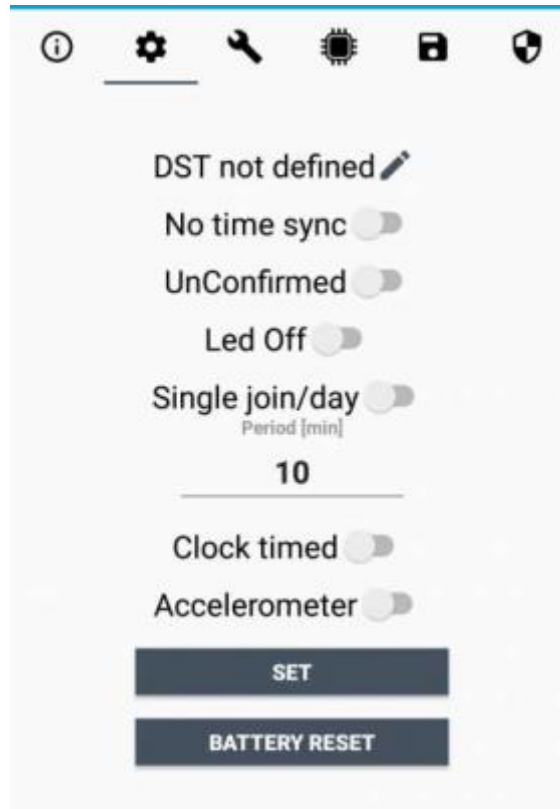 DST not defined
No time sync
UnConfirmed
Led Off
Single join/day
Period [min]
10
Clock timed
Accelerometer
SET
BATTERY RESET